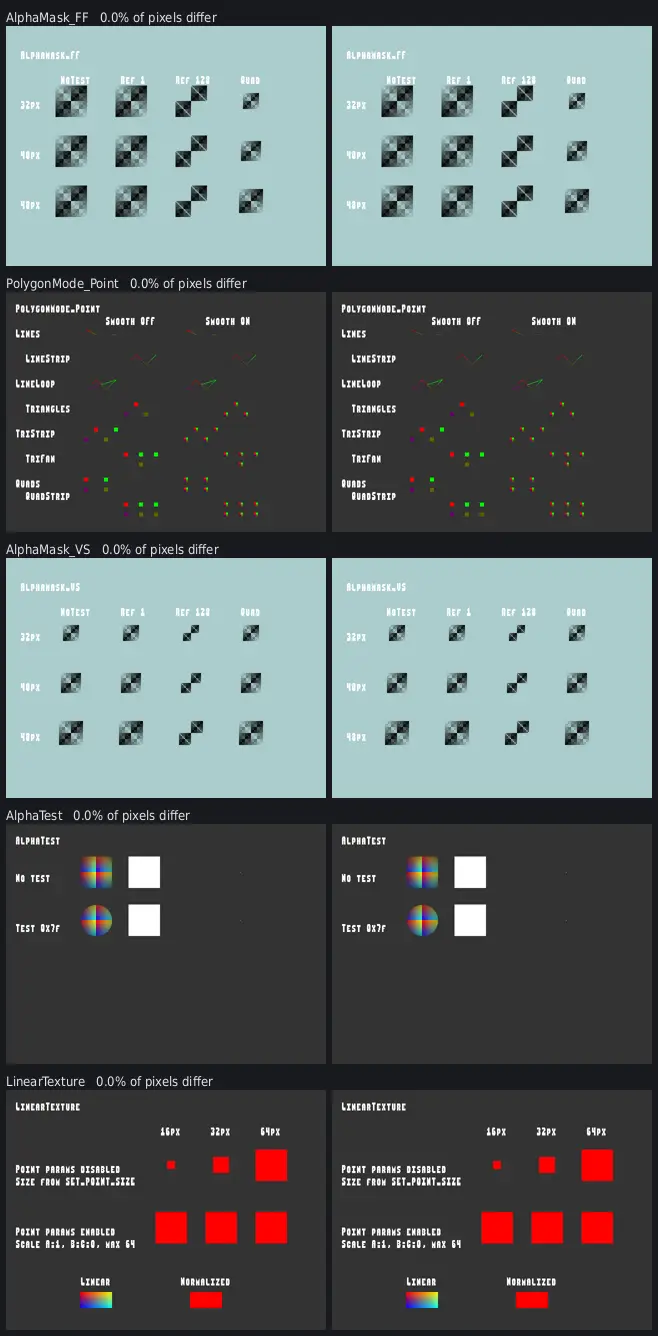 AlphaMask_FF   0.0% of pixels differ
AlphaMask_FF AlphaMask_FF
NoTest Ref 1 Ref 128 Quad NoTest Ref 1 Ref 128 Quad
32px 32px
40px 40px
48px 48px
PolygonMode_Point   0.0% of pixels differ
PolygonMode_Point PolygonMode_Point
Smooth Off Smooth On Smooth Off Smooth On
Lines Lines
LineStrip LineStrip
LineLoop LineLoop
Triangles Triangles
TriStrip TriStrip
TriFan TriFan
Quads Quads
QuadStrip QuadStrip
AlphaMask_VS   0.0% of pixels differ
AlphaMask_VS AlphaMask_VS
NoTest Ref 1 Ref 128 Quad NoTest Ref 1 Ref 128 Quad
32px 32px
40px 40px
48px 48px
AlphaTest   0.0% of pixels differ
AlphaTest AlphaTest
No test No test
Test 0x7f Test 0x7f
LinearTexture   0.0% of pixels differ
LinearTexture LinearTexture
16px 32px 64px 16px 32px 64px
Point params disabled Point params disabled
Size from SET_POINT_SIZE Size from SET_POINT_SIZE
Point params enabled Point params enabled
Scale A:1, B:C:0, max 64 Scale A:1, B:C:0, max 64
Linear Normalized Linear Normalized